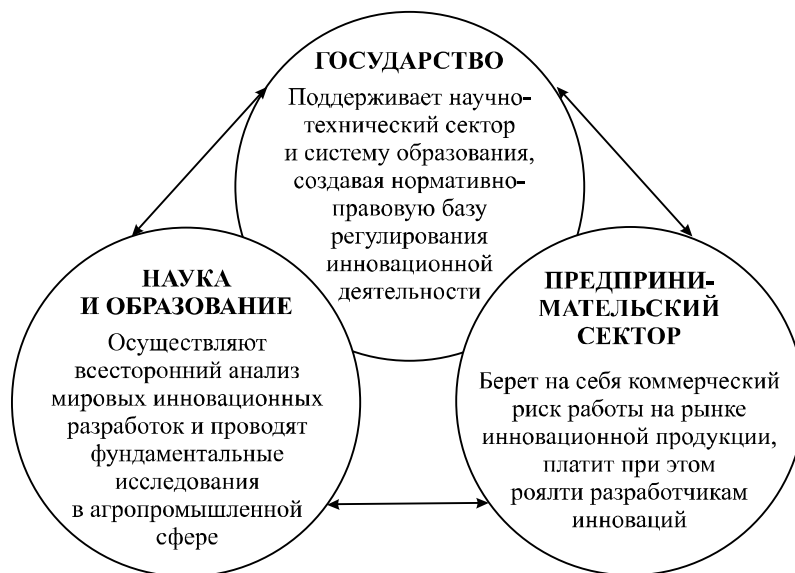 ГОСУДАРСТВО
Поддерживает научно-
технический сектор
и систему образования,
создавая нормативно-
правовую базу
регулирования
инновационной
деятельности
НАУКА
И ОБРАЗОВАНИЕ
Осуществляют
всесторонний анализ
мировых инновационных
разработок и проводят
фундаментальные
исследования
в агропромышленной
сфере
ПРЕДПРИНИ-
МАТЕЛЬСКИЙ
СЕКТОР
Берет на себя коммерческий
риск работы на рынке
инновационной продукции,
платит при этом
роялти разработчикам
инноваций